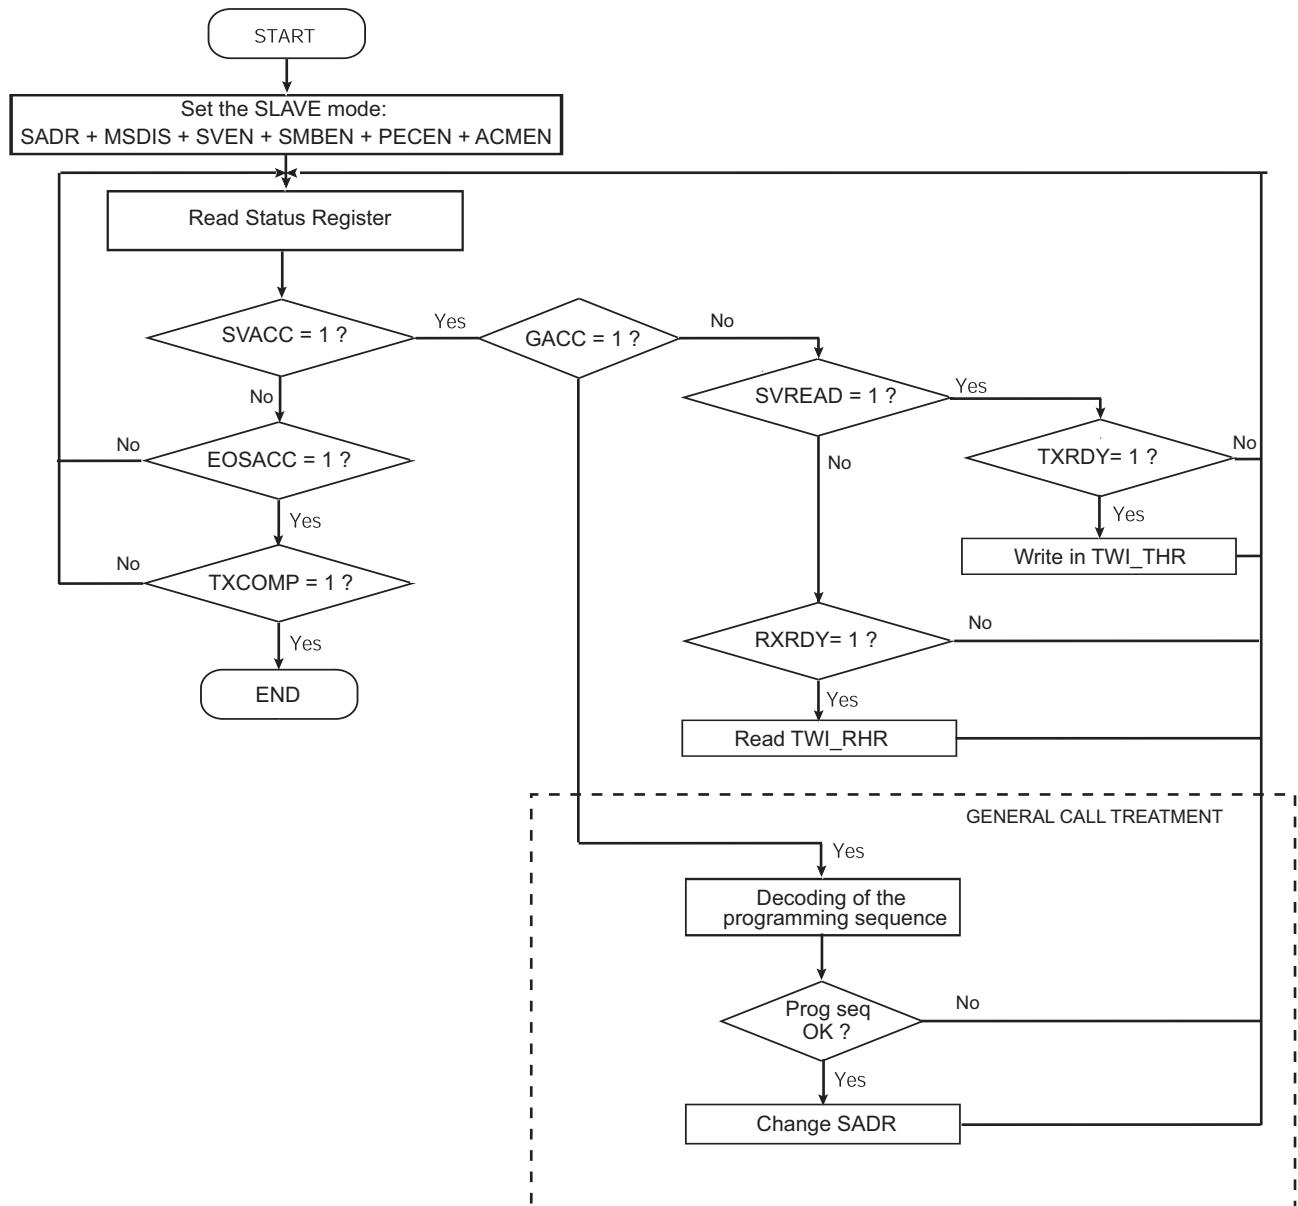 START
Set the SLAVE mode:
SADR + MSDIS + SVEN + SMBEN + PECEN + ACMEN
Read Status Register
SVACC = 1 ?
Yes
GACC = 1 ?
No
SVREAD = 1 ?
Yes
No
No
EOSACC = 1 ?
TXRDY= 1 ?
No
No
Yes
Yes
Write in TWI_THR
No
TXCOMP = 1 ?
Yes
RXRDY= 1 ?
No
END
Yes
Read TWI_RHR
GENERAL CALL TREATMENT
Yes
Decoding of the
programming sequence
Prog seq
OK ?
No
Yes
Change SADR